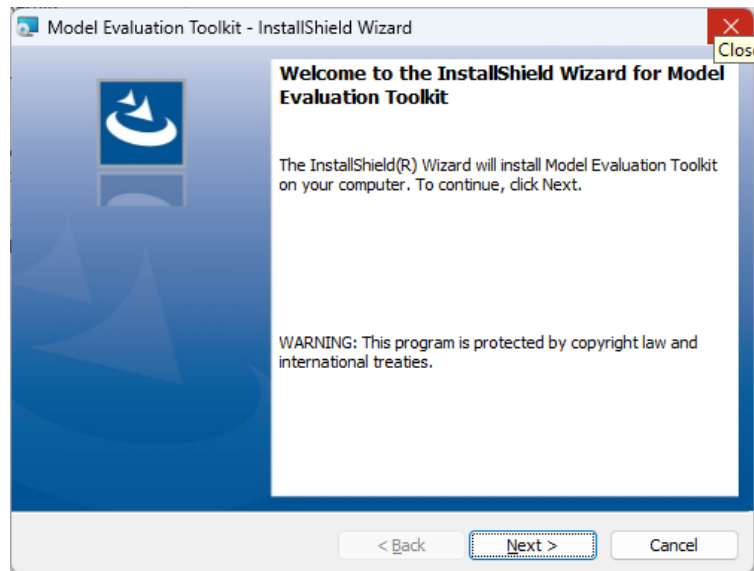 Model Evaluation Toolkit - InstallShield Wizard
Welcome to the InstallShield Wizard for Model
Evaluation Toolkit
The InstallShield(R) Wizard will install Model Evaluation Toolkit
on your computer. To continue, click Next.
WARNING: This program is protected by copyright law and
international treaties.
< Back
Next >
Cancel